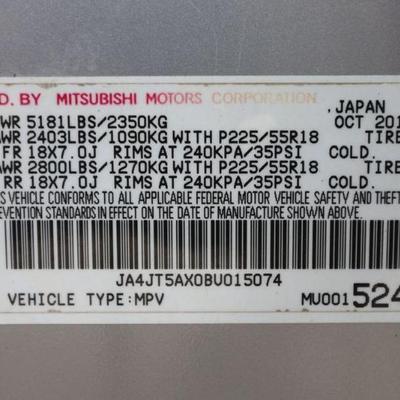 D. BY MITSUBISHI MOTORS CORPORATION
, JAPAN
WR 5181LBS/2350KG OCT 201
WR 2403LBS/1090KG WITH P225/55R18 TIRE
FR 18X7.0J RIMS AT 240KPA/35PSI COLD.
WR 2800LBS/1270KG WITH P225/55R18 TIRE
RR 18X7.0J RIMS AT 240KPA/35PSI COLD.
S VEHICLE CONFORMS TO ALL APPLICABLE FEDERAL MOTOR VEHICLE SAFETY AND THEFT
EVENTION STANDARDS IN EFFECT ON THE DATE OF MANUFACTURE SHOWN ABOVE.
JA4JT5AX0BU015074
VEHICLE TYPE:MPV MU001524